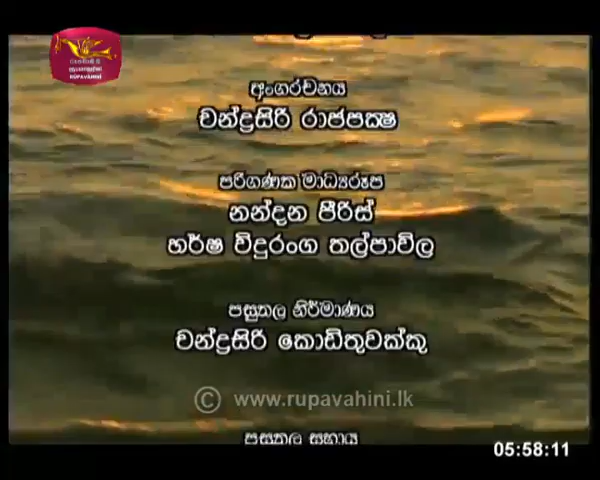 RUPAVAHINI
අංගරචනය
චන්ද්‍රසිරි රාජපක්ෂ
පරිගණක මාධ්‍යරූප
නන්දන පීරිස්
හර්ෂ විදුරංග තල්පාවිල
පසුතල නිර්මාණය
චන්ද්‍රසිරි කොඩිතුවක්කු
© www.rupavahini.lk
පසුතල සහාය
05:58:11